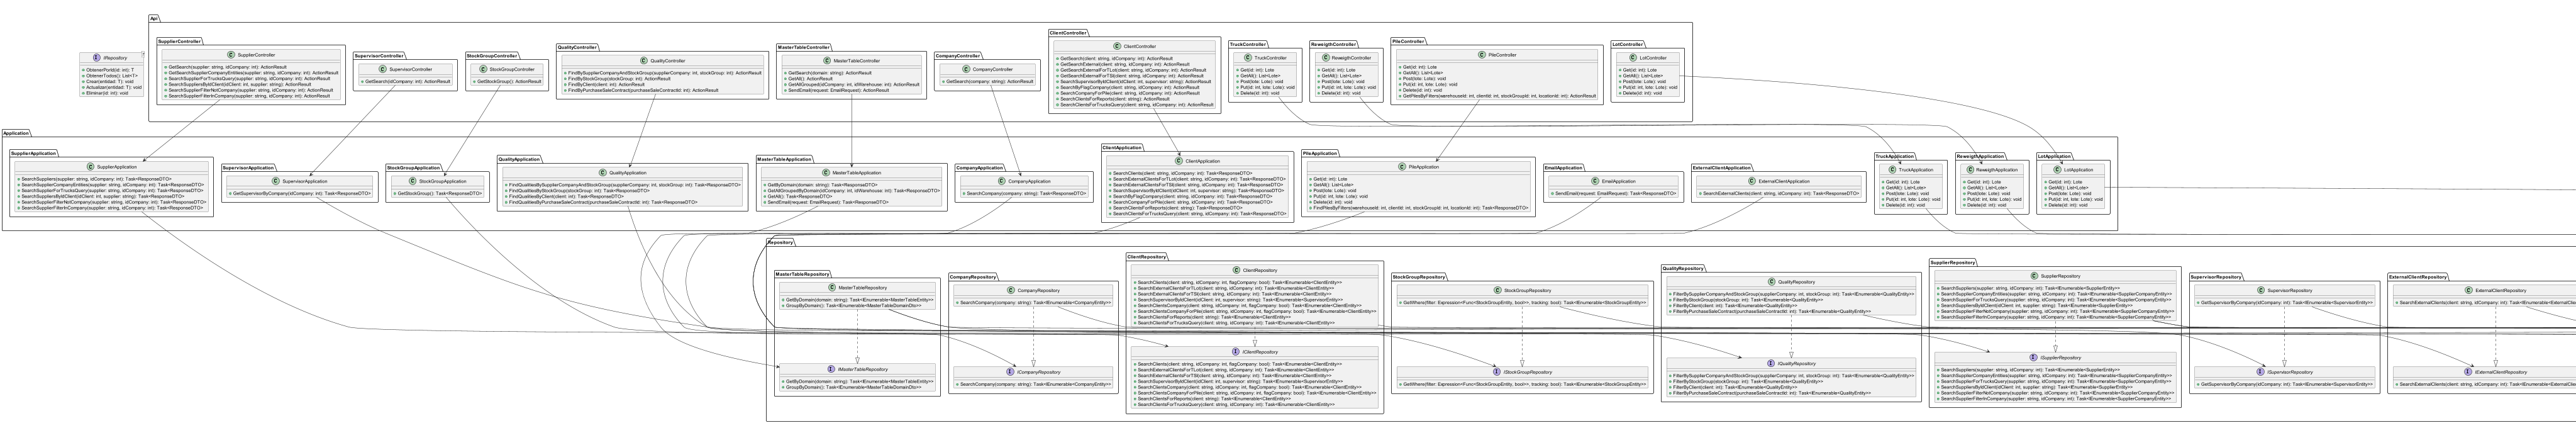 Api
IRepository
ObtenerPorId(id: int): T
ObtenerTodos(): List<T>
Crear(entidad: T): void
Actualizar(entidad: T): void
Eliminar(id: int): void
SupplierController
SupplierController
GetSearch(supplier: string, idCompany: int): ActionResult
GetSearchSupplierCompanyEntities(supplier: string, idCompany: int): ActionResult
SearchSupplierForTrucksQuery(supplier: string, idCompany: int): ActionResult
SearchSuppliersByIdClient(idClient: int, supplier: string): ActionResult
SearchSupplierFilterNotCompany(supplier: string, idCompany: int): ActionResult
SearchSupplierFilterInCompany(supplier: string, idCompany: int): ActionResult
SupervisorController
SupervisorController
GetSearch(idCompany: int): ActionResult
StockGroupController
StockGroupController
GetSearch(): ActionResult
QualityController
QualityController
FindBySupplierCompanyAndStockGroup(supplierCompany: int, stockGroup: int): ActionResult
FindByStockGroup(stockGroup: int): ActionResult
FindByClient(client: int): ActionResult
FindByPurchaseSaleContract(purchaseSaleContractId: int): ActionResult
MasterTableController
MasterTableController
GetSearch(domain: string): ActionResult
GetAll(): ActionResult
GetAllGrouped(idCompany: int, idWarehouse: int): ActionResult
SendEmail(request: EmailRequest): ActionResult
CompanyController
CompanyController
GetSearch(company: string): ActionResult
ClientController
ClientController
GetSearch(client: string, idCompany: int): ActionResult
GetSearchExternal(client: string, idCompany: int): ActionResult
GetSearchExternalForTLot(client: string, idCompany: int): ActionResult
GetSearchExternalForTS(client: string, idCompany: int): ActionResult
SearchSupervisorByIdClient(idClient: int, supervisor: string): ActionResult
SearchByFlagCompany(client: string, idCompany: int): ActionResult
SearchCompanyForPile(client: string, idCompany: int): ActionResult
SearchClientsForReports(client: string): ActionResult
SearchClientsForTrucksQuery(client: string, idCompany: int): ActionResult
TruckController
TruckController
Get(id: int): Lote
GetAll(): List<Lote>
Post(lote: Lote): void
Put(id: int, lote: Lote): void
Delete(id: int): void
ReweigthController
ReweigthController
Get(id: int): Lote
GetAll(): List<Lote>
Post(lote: Lote): void
Put(id: int, lote: Lote): void
Delete(id: int): void
PileController
PileController
Get(id: int): Lote
GetAll(): List<Lote>
Post(lote: Lote): void
Put(id: int, lote: Lote): void
Delete(id: int): void
GetPilesByFilters(warehouseId: int, clientId: int, stockGroupId: int, locationId: int): ActionResult
LotController
LotController
Get(id: int): Lote
GetAll(): List<Lote>
Post(lote: Lote): void
Put(id: int, lote: Lote): void
Delete(id: int): void
Application
SupplierApplication
SupplierApplication
SearchSuppliers(supplier: string, idCompany: int): Task<ResponseDTO>
SearchSupplierCompanyEntities(supplier: string, idCompany: int): Task<ResponseDTO>
SearchSupplierForTrucksQuery(supplier: string, idCompany: int): Task<ResponseDTO>
SearchSuppliersByIdClient(idClient: int, supplier: string): Task<ResponseDTO>
SearchSupplierFilterNotCompany(supplier: string, idCompany: int): Task<ResponseDTO>
SearchSupplierFilterInCompany(supplier: string, idCompany: int): Task<ResponseDTO>
SupervisorApplication
SupervisorApplication
GetSupervisorByCompany(idCompany: int): Task<ResponseDTO>
StockGroupApplication
StockGroupApplication
GetStockGroup(): Task<ResponseDTO>
QualityApplication
QualityApplication
FindQualitiesBySupplierCompanyAndStockGroup(supplierCompany: int, stockGroup: int): Task<ResponseDTO>
FindQualitiesByStockGroup(stockGroup: int): Task<ResponseDTO>
FindQualitiesByClient(client: int): Task<ResponseDTO>
FindQualitiesByPurchaseSaleContract(purchaseSaleContractId: int): Task<ResponseDTO>
MasterTableApplication
MasterTableApplication
GetByDomain(domain: string): Task<ResponseDTO>
GetAllGroupedByDomain(idCompany: int, idWarehouse: int): Task<ResponseDTO>
GetAll(): Task<ResponseDTO>
SendEmail(request: EmailRequest): Task<ResponseDTO>
CompanyApplication
CompanyApplication
SearchCompany(company: string): Task<ResponseDTO>
ClientApplication
ClientApplication
SearchClients(client: string, idCompany: int): Task<ResponseDTO>
SearchExternalClients(client: string, idCompany: int): Task<ResponseDTO>
SearchExternalClientsForTS(client: string, idCompany: int): Task<ResponseDTO>
SearchSupervisorByIdClient(idClient: int, supervisor: string): Task<ResponseDTO>
SearchByFlagCompany(client: string, idCompany: int): Task<ResponseDTO>
SearchCompanyForPile(client: string, idCompany: int): Task<ResponseDTO>
SearchClientsForReports(client: string): Task<ResponseDTO>
SearchClientsForTrucksQuery(client: string, idCompany: int): Task<ResponseDTO>
PileApplication
PileApplication
Get(id: int): Lote
GetAll(): List<Lote>
Post(lote: Lote): void
Put(id: int, lote: Lote): void
Delete(id: int): void
FindPilesByFilters(warehouseId: int, clientId: int, stockGroupId: int, locationId: int): Task<ResponseDTO>
EmailApplication
EmailApplication
SendEmail(request: EmailRequest): Task<ResponseDTO>
ExternalClientApplication
ExternalClientApplication
SearchExternalClients(client: string, idCompany: int): Task<ResponseDTO>
TruckApplication
TruckApplication
Get(id: int): Lote
GetAll(): List<Lote>
Post(lote: Lote): void
Put(id: int, lote: Lote): void
Delete(id: int): void
ReweigthApplication
ReweigthApplication
Get(id: int): Lote
GetAll(): List<Lote>
Post(lote: Lote): void
Put(id: int, lote: Lote): void
Delete(id: int): void
LotApplication
LotApplication
Get(id: int): Lote
GetAll(): List<Lote>
Post(lote: Lote): void
Put(id: int, lote: Lote): void
Delete(id: int): void
Repository
MasterTableRepository
MasterTableRepository
GetByDomain(domain: string): Task<IEnumerable<MasterTableEntity>>
GroupByDomain(): Task<IEnumerable<MasterTableDomainDto>>
IMasterTableRepository
GetByDomain(domain: string): Task<IEnumerable<MasterTableEntity>>
GroupByDomain(): Task<IEnumerable<MasterTableDomainDto>>
CompanyRepository
CompanyRepository
SearchCompany(company: string): Task<IEnumerable<CompanyEntity>>
ICompanyRepository
SearchCompany(company: string): Task<IEnumerable<CompanyEntity>>
ClientRepository
ClientRepository
SearchClients(client: string, idCompany: int, flagCompany: bool): Task<IEnumerable<ClientEntity>>
SearchExternalClientsForTLot(client: string, idCompany: int): Task<IEnumerable<ClientEntity>>
SearchExternalClientsForTS(client: string, idCompany: int): Task<IEnumerable<ClientEntity>>
SearchSupervisorByIdClient(idClient: int, supervisor: string): Task<IEnumerable<SupervisorEntity>>
SearchClientsCompany(client: string, idCompany: int, flagCompany: bool): Task<IEnumerable<ClientEntity>>
SearchClientsCompanyForPile(client: string, idCompany: int, flagCompany: bool): Task<IEnumerable<ClientEntity>>
SearchClientsForReports(client: string): Task<IEnumerable<ClientEntity>>
SearchClientsForTrucksQuery(client: string, idCompany: int): Task<IEnumerable<ClientEntity>>
IClientRepository
SearchClients(client: string, idCompany: int, flagCompany: bool): Task<IEnumerable<ClientEntity>>
SearchExternalClientsForTLot(client: string, idCompany: int): Task<IEnumerable<ClientEntity>>
SearchExternalClientsForTS(client: string, idCompany: int): Task<IEnumerable<ClientEntity>>
SearchSupervisorByIdClient(idClient: int, supervisor: string): Task<IEnumerable<SupervisorEntity>>
SearchClientsCompany(client: string, idCompany: int, flagCompany: bool): Task<IEnumerable<ClientEntity>>
SearchClientsCompanyForPile(client: string, idCompany: int, flagCompany: bool): Task<IEnumerable<ClientEntity>>
SearchClientsForReports(client: string): Task<IEnumerable<ClientEntity>>
SearchClientsForTrucksQuery(client: string, idCompany: int): Task<IEnumerable<ClientEntity>>
StockGroupRepository
StockGroupRepository
GetWhere(filter: Expression<Func<StockGroupEntity, bool>>, tracking: bool): Task<IEnumerable<StockGroupEntity>>
IStockGroupRepository
GetWhere(filter: Expression<Func<StockGroupEntity, bool>>, tracking: bool): Task<IEnumerable<StockGroupEntity>>
QualityRepository
QualityRepository
FilterBySupplierCompanyAndStockGroup(supplierCompany: int, stockGroup: int): Task<IEnumerable<QualityEntity>>
FilterByStockGroup(stockGroup: int): Task<IEnumerable<QualityEntity>>
FilterByClient(client: int): Task<IEnumerable<QualityEntity>>
FilterByPurchaseSaleContract(purchaseSaleContractId: int): Task<IEnumerable<QualityEntity>>
IQualityRepository
FilterBySupplierCompanyAndStockGroup(supplierCompany: int, stockGroup: int): Task<IEnumerable<QualityEntity>>
FilterByStockGroup(stockGroup: int): Task<IEnumerable<QualityEntity>>
FilterByClient(client: int): Task<IEnumerable<QualityEntity>>
FilterByPurchaseSaleContract(purchaseSaleContractId: int): Task<IEnumerable<QualityEntity>>
SupplierRepository
SupplierRepository
SearchSuppliers(supplier: string, idCompany: int): Task<IEnumerable<SupplierEntity>>
SearchSupplierCompanyEntities(supplier: string, idCompany: int): Task<IEnumerable<SupplierCompanyEntity>>
SearchSupplierForTrucksQuery(supplier: string, idCompany: int): Task<IEnumerable<SupplierCompanyEntity>>
SearchSuppliersByIdClient(idClient: int, supplier: string): Task<IEnumerable<SupplierEntity>>
SearchSupplierFilterNotCompany(supplier: string, idCompany: int): Task<IEnumerable<SupplierCompanyEntity>>
SearchSupplierFilterInCompany(supplier: string, idCompany: int): Task<IEnumerable<SupplierCompanyEntity>>
ISupplierRepository
SearchSuppliers(supplier: string, idCompany: int): Task<IEnumerable<SupplierEntity>>
SearchSupplierCompanyEntities(supplier: string, idCompany: int): Task<IEnumerable<SupplierCompanyEntity>>
SearchSupplierForTrucksQuery(supplier: string, idCompany: int): Task<IEnumerable<SupplierCompanyEntity>>
SearchSuppliersByIdClient(idClient: int, supplier: string): Task<IEnumerable<SupplierEntity>>
SearchSupplierFilterNotCompany(supplier: string, idCompany: int): Task<IEnumerable<SupplierCompanyEntity>>
SearchSupplierFilterInCompany(supplier: string, idCompany: int): Task<IEnumerable<SupplierCompanyEntity>>
SupervisorRepository
SupervisorRepository
GetSupervisorByCompany(idCompany: int): Task<IEnumerable<SupervisorEntity>>
ISupervisorRepository
GetSupervisorByCompany(idCompany: int): Task<IEnumerable<SupervisorEntity>>
ExternalClientRepository
ExternalClientRepository
SearchExternalClients(client: string, idCompany: int): Task<IEnumerable<ExternalClie
IExternalClientRepository
SearchExternalClients(client: string, idCompany: int): Task<IEnumerable<ExternalClie